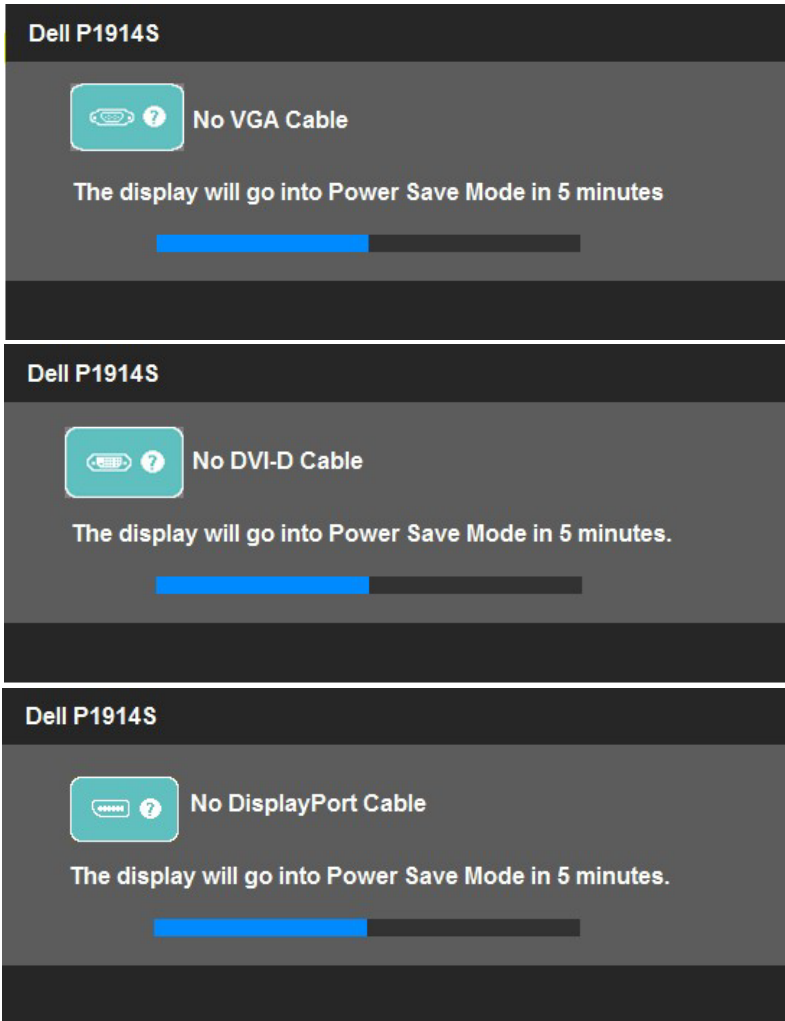 Dell P1914S
No VGA Cable
The display will go into Power Save Mode in 5 minutes
Dell P1914S
No DVI-D Cable
The display will go into Power Save Mode in 5 minutes.
Dell P1914S
No DisplayPort Cable
The display will go into Power Save Mode in 5 minutes.